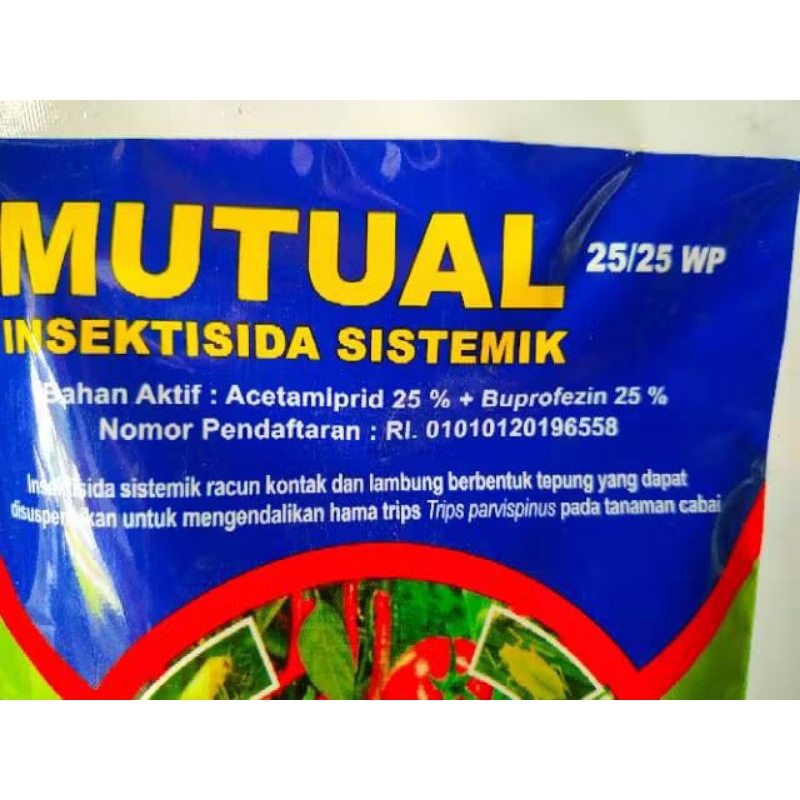 MUTUAL 25/25 WP
INSEKTISIDA SISTEMIK
Bahan Aktif : Acetamiprid 25 % + Buprofezin 25 %
Nomor Pendaftaran : RI. 01010120196558
Insektisida sistemik racun kontak dan lambung berbentuk tepung yang dapat
disuspensikan untuk mengendalikan hama trips Trips parvispinus pada tanaman cabai